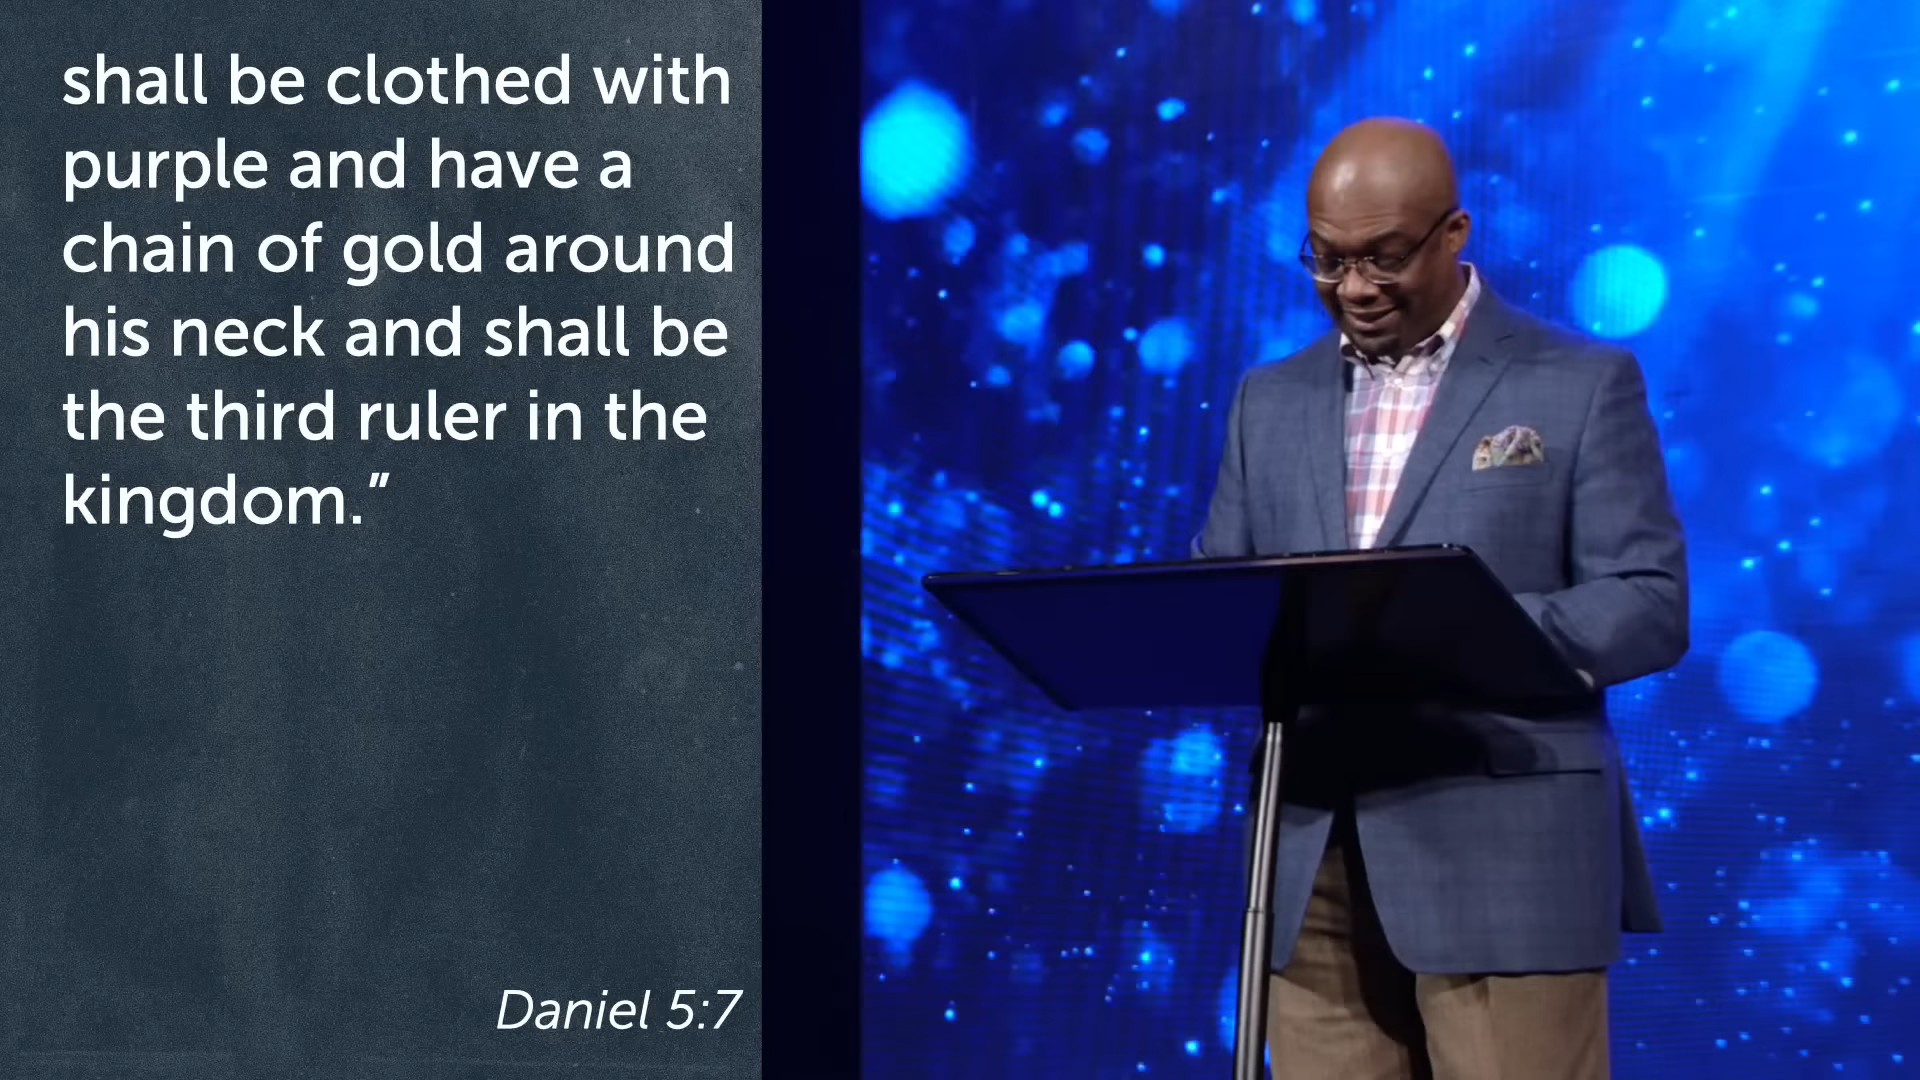 shall be clothed with
purple and have a
chain of gold around
his neck and shall be
the third ruler in the
kingdom.”
Daniel 5:7